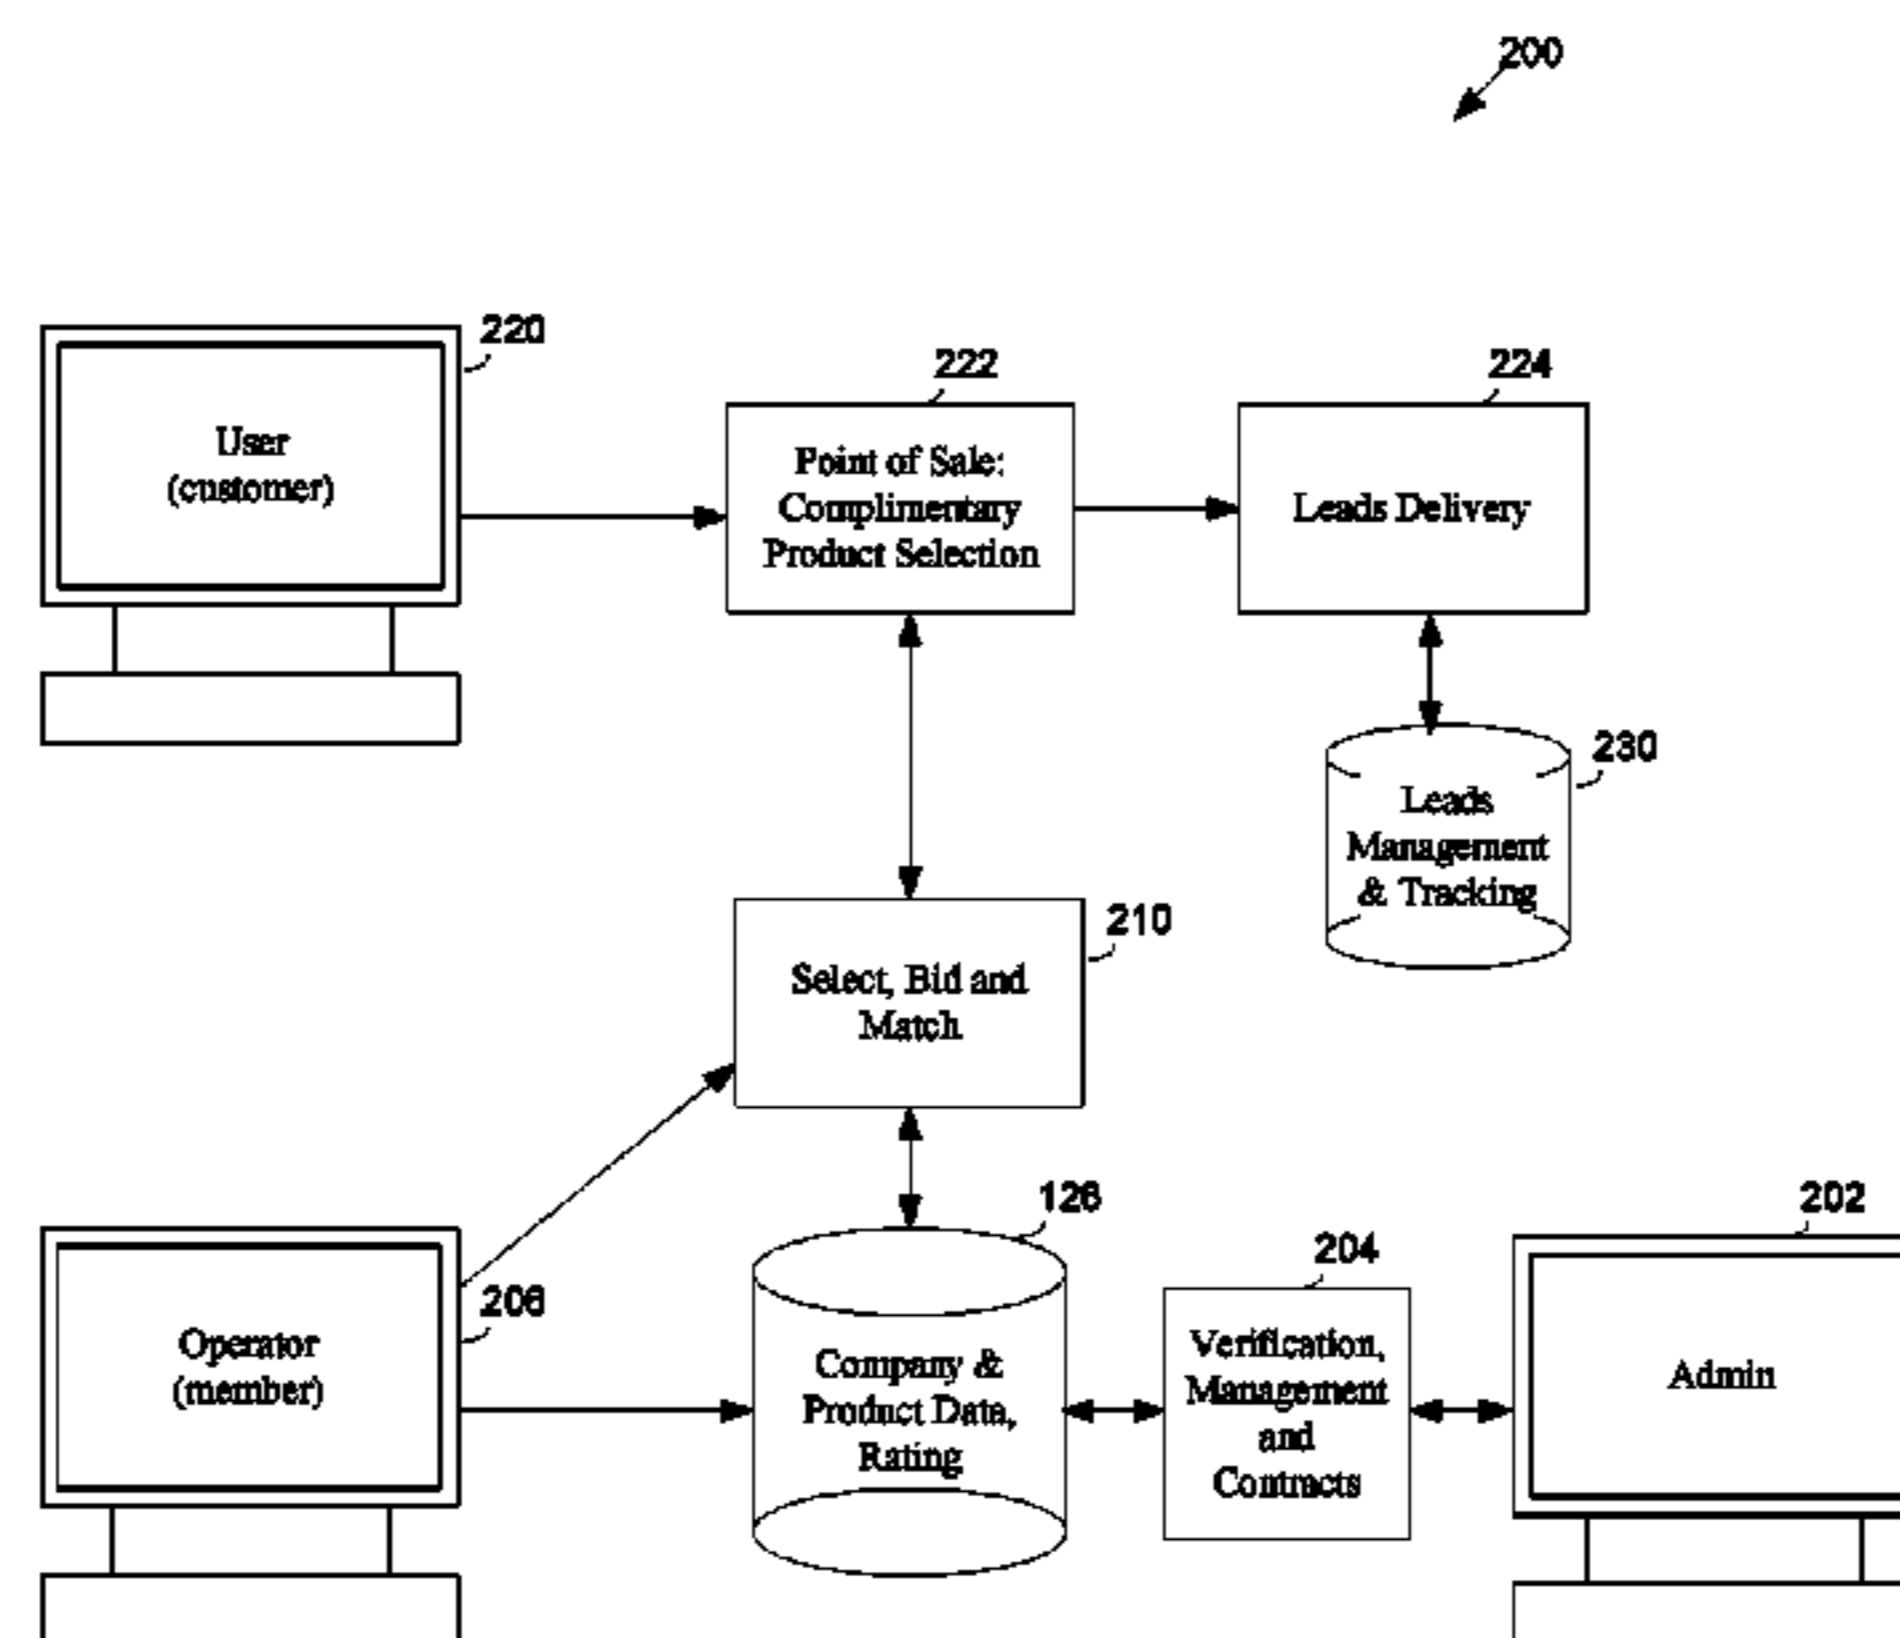 200
220
User
(customer)
222
Point of Sale:
Complimentary
Product Selection
224
Leads Delivery
230
Leads
Management
& Tracking
210
Select, Bid and
Match
206
Operator
(member)
126
Company &
Product Data,
Rating
204
Verification,
Management
and
Contracts
202
Admin